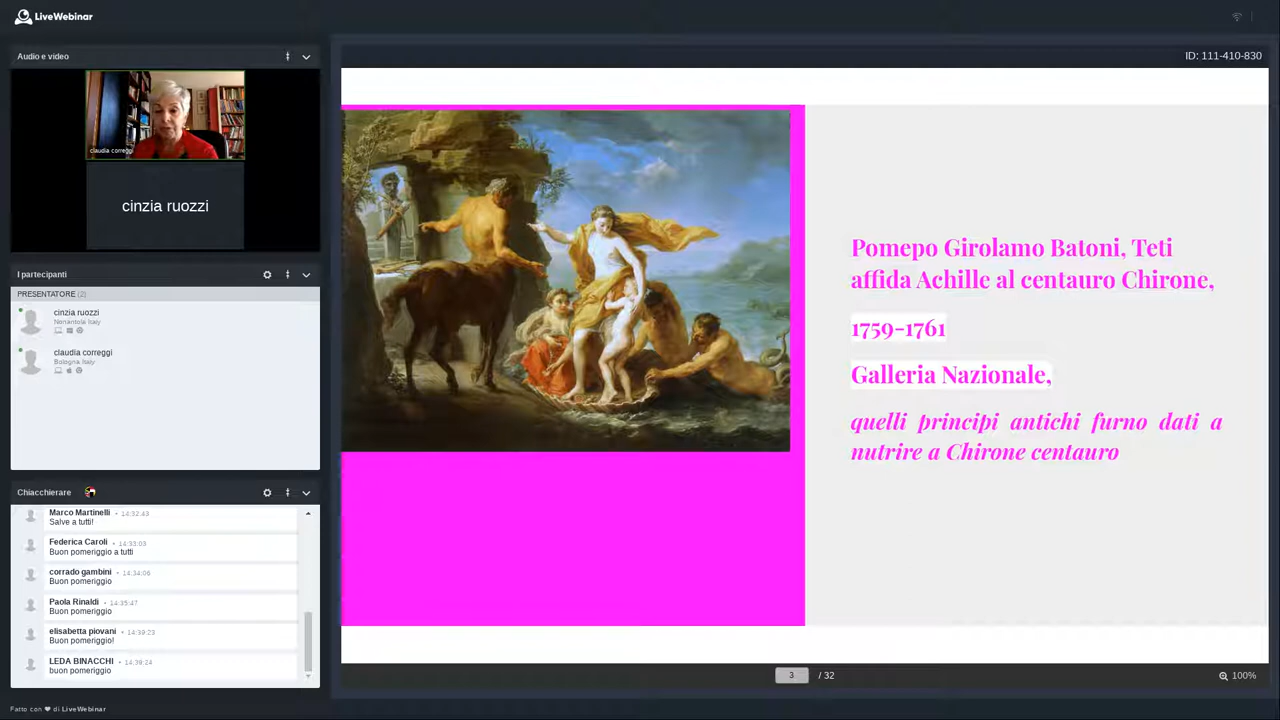 LiveWebinar
Audio e video
ID: 111-410-830
claudia correggi
cinzia ruozzi
I partecipanti
PRESENTATORE (2)
cinzia ruozzi
Nonantola Italy
claudia correggi
Bologna Italy
Chiacchierare
Marco Martinelli • 14:32:43
Salve a tutti!
Federica Caroli • 14:33:03
Buon pomeriggio a tutti
corrado gambini • 14:34:06
Buon pomeriggio
Paola Rinaldi • 14:35:47
Buon pomeriggio
elisabetta piovani • 14:39:23
Buon pomeriggio!
LEDA BINACCHI • 14:39:24
buon pomeriggio
Pomepo Girolamo Batoni, Teti
affida Achille al centauro Chirone,
1759-1761
Galleria Nazionale,
quelli principi antichi furno dati a
nutrire a Chirone centauro
3 / 32
100%
Fatto con ❤ di LiveWebinar